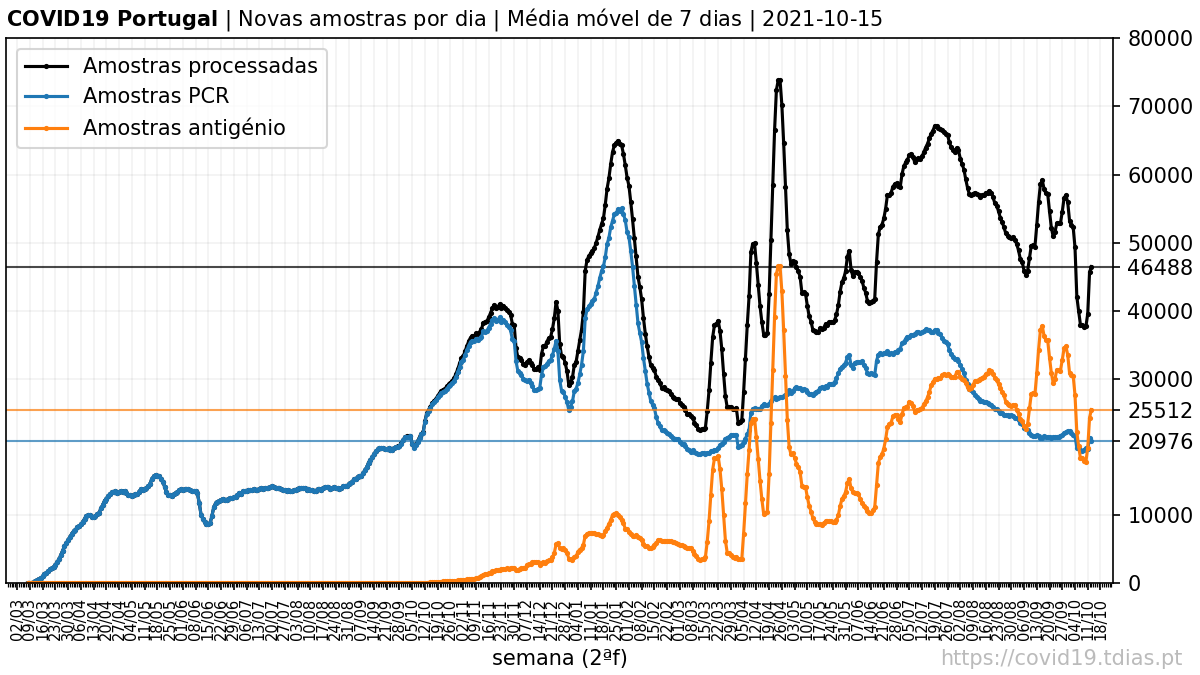 COVID19 Portugal | Novas amostras por dia | Média móvel de 7 dias | 2021-10-15
Amostras processadas
Amostras PCR
Amostras antigénio
80000
70000
60000
50000
46488
40000
30000
25512
20976
10000
0
02/03 09/03 16/03 23/03 30/03 06/04 13/04 20/04 27/04 04/05 11/05 18/05 25/05 01/06 08/06 15/06 22/06 29/06 06/07 13/07 20/07 27/07 03/08 10/08 17/08 24/08 31/08 07/09 14/09 21/09 28/09 05/10 12/10 19/10 26/10 02/11 09/11 16/11 23/11 30/11 07/12 14/12 21/12 28/12 04/01 11/01 18/01 25/01 01/02 08/02 15/02 22/02 01/03 08/03 15/03 22/03 29/03 05/04 12/04 19/04 26/04 03/05 10/05 17/05 24/05 31/05 07/06 14/06 21/06 28/06 05/07 12/07 19/07 26/07 02/08 09/08 16/08 23/08 30/08 06/09 13/09 20/09 27/09 04/10 11/10 18/10
semana (2ªf)
https://covid19.tdias.pt